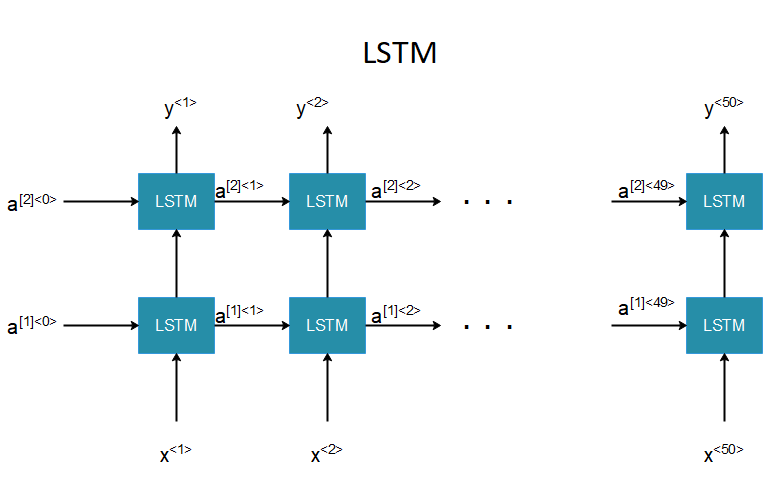 LSTM
y<1> y<2> y<50>
a[2]<0> LSTM a[2]<1> LSTM a[2]<2> . . . a[2]<49> LSTM
a[1]<0> LSTM a[1]<1> LSTM a[1]<2> . . . a[1]<49> LSTM
x<1> x<2> x<50>